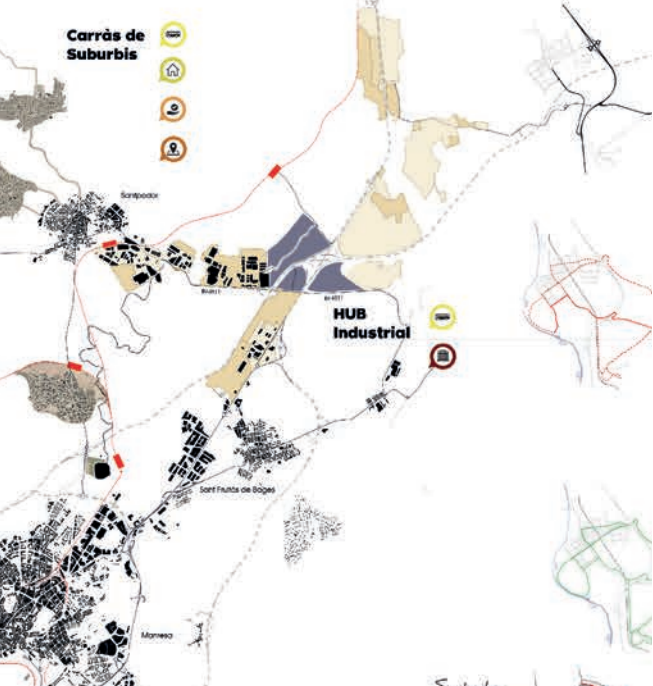 Carràs de
Suburbis
Santpedor
HUB
Industrial
Sant Fruitós de Bages
Manresa